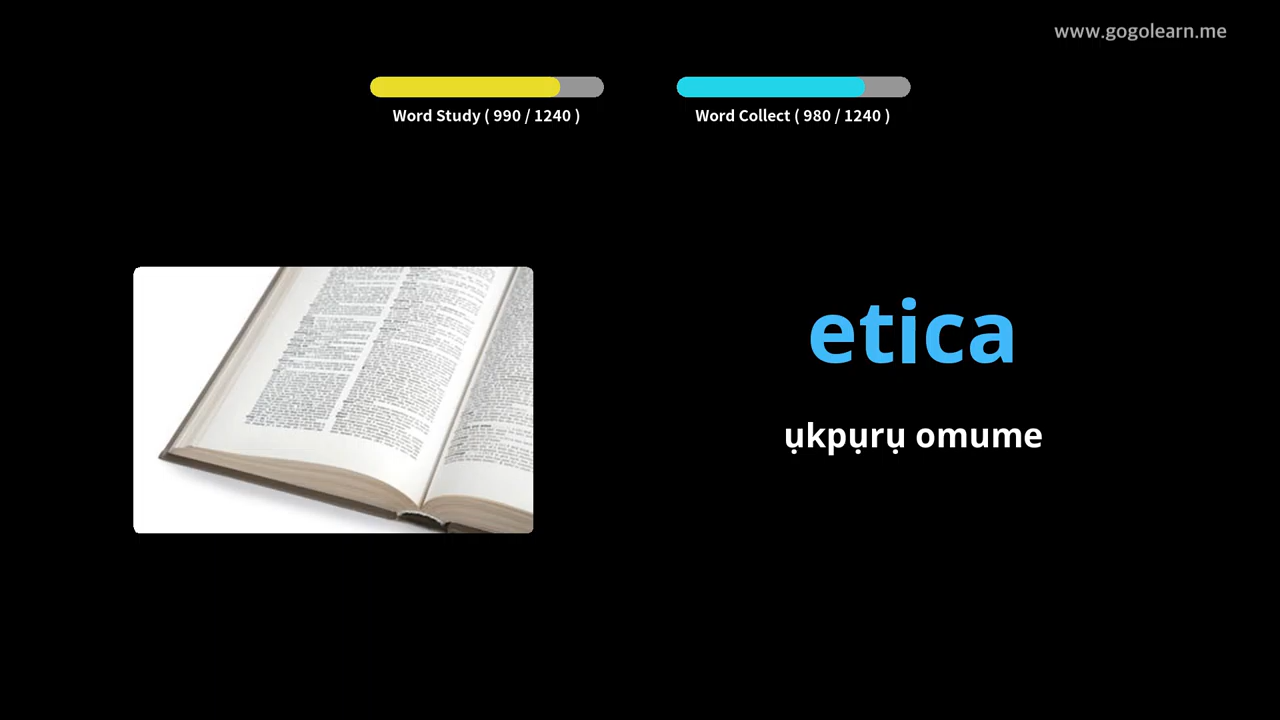 www.gogolearn.me
Word Study ( 990 / 1240 )
Word Collect ( 980 / 1240 )
etica
ụkpụrụ omume